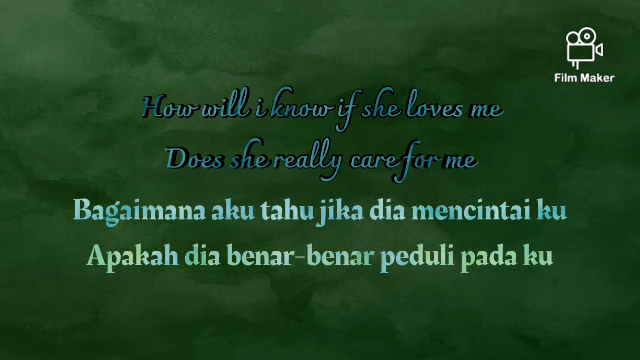 Film Maker
How will i know if she loves me
Does she really care for me
Bagaimana aku tahu jika dia mencintai ku
Apakah dia benar-benar peduli pada ku